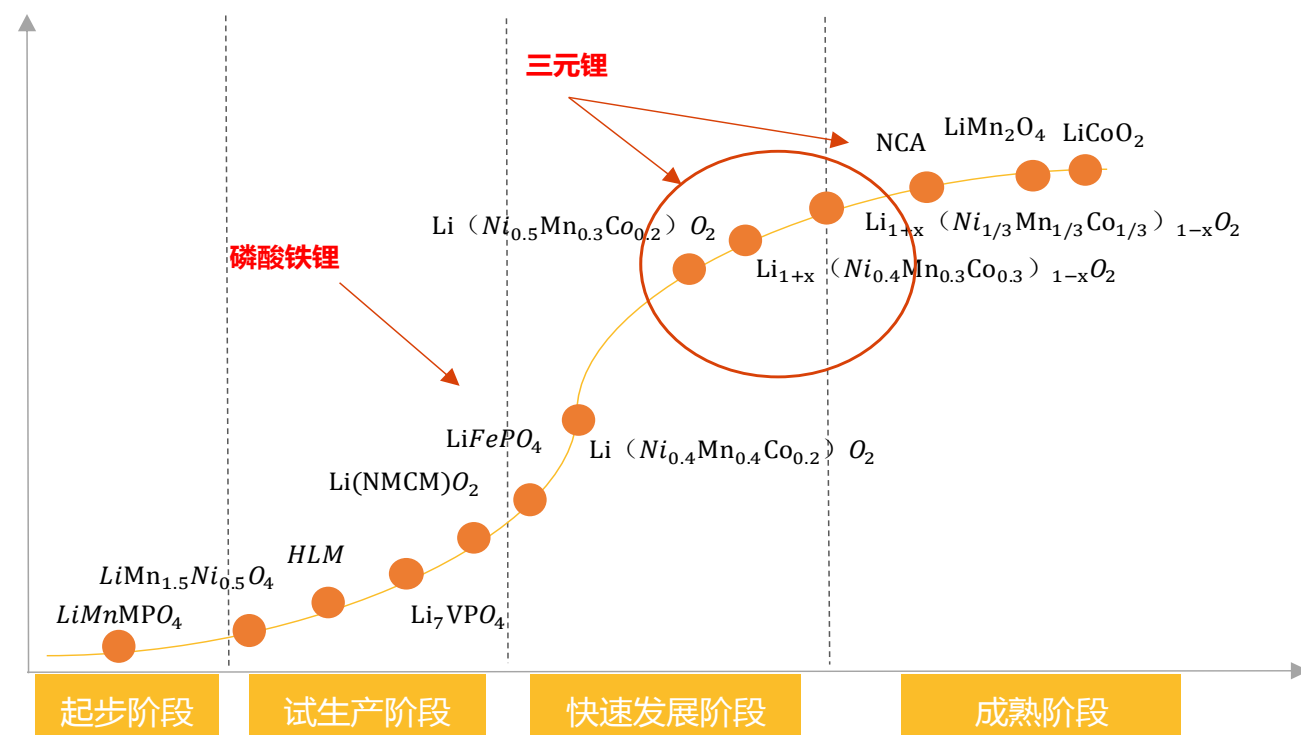 三元锂
NCA
LiMn₂O₄
LiCoO₂
Li（Ni₀.₅Mn₀.₃Co₀.₂）O₂
Li₁₊ₓ（Ni₁/₃Mn₁/₃Co₁/₃）₁₋ₓO₂
磷酸铁锂
Li₁₊ₓ（Ni₀.₄Mn₀.₃Co₀.₃）₁₋ₓO₂
LiFePO₄
Li（Ni₀.₄Mn₀.₄Co₀.₂）O₂
Li(NMCM)O₂
HLM
LiMn₁.₅Ni₀.₅O₄
LiMnMPO₄
Li₇VPO₄
起步阶段
试生产阶段
快速发展阶段
成熟阶段